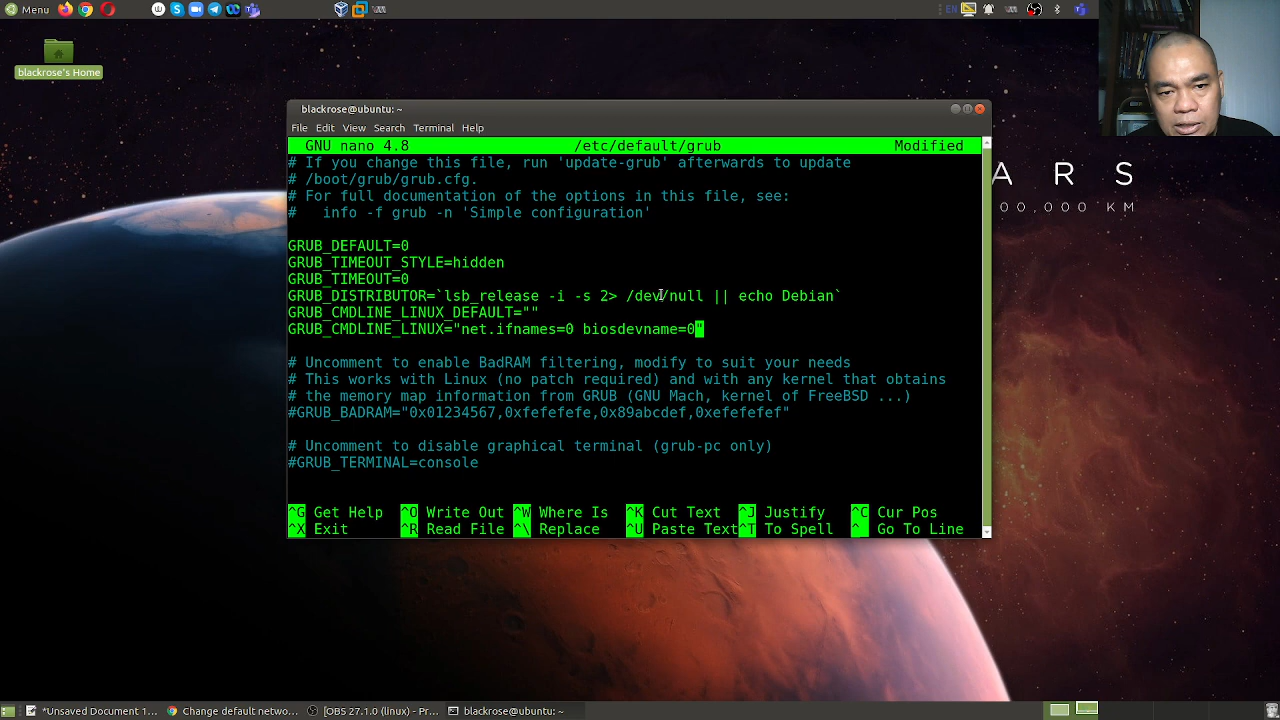 Menu
EN
blackrose's Home
blackrose@ubuntu: ~
File Edit View Search Terminal Help
GNU nano 4.8 /etc/default/grub Modified
# If you change this file, run 'update-grub' afterwards to update
# /boot/grub/grub.cfg.
# For full documentation of the options in this file, see:
#   info -f grub -n 'Simple configuration'
GRUB_DEFAULT=0
GRUB_TIMEOUT_STYLE=hidden
GRUB_TIMEOUT=0
GRUB_DISTRIBUTOR=`lsb_release -i -s 2> /dev/null || echo Debian`
GRUB_CMDLINE_LINUX_DEFAULT=""
GRUB_CMDLINE_LINUX="net.ifnames=0 biosdevname=0"
# Uncomment to enable BadRAM filtering, modify to suit your needs
# This works with Linux (no patch required) and with any kernel that obtains
# the memory map information from GRUB (GNU Mach, kernel of FreeBSD ...)
#GRUB_BADRAM="0x01234567,0xfefefefe,0x89abcdef,0xefefefef"
# Uncomment to disable graphical terminal (grub-pc only)
#GRUB_TERMINAL=console
^G Get Help ^O Write Out ^W Where Is ^K Cut Text ^J Justify ^C Cur Pos
^X Exit ^R Read File ^\ Replace ^U Paste Text ^T To Spell ^_ Go To Line
A R S
00,000 KM
*Unsaved Document 1... Change default netwo... [OBS 27.1.0 (linux) - Pr... blackrose@ubuntu: ~